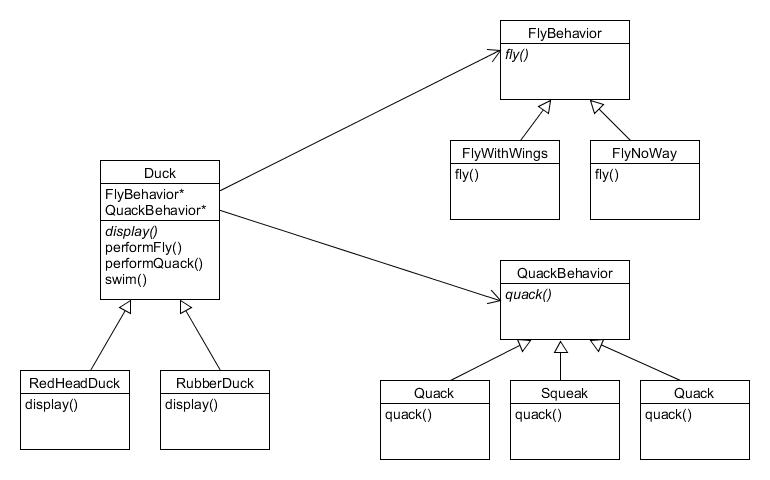 FlyBehavior
fly()
FlyWithWings
fly()
FlyNoWay
fly()
Duck
FlyBehavior*
QuackBehavior*
display()
performFly()
performQuack()
swim()
QuackBehavior
quack()
RedHeadDuck
display()
RubberDuck
display()
Quack
quack()
Squeak
quack()
Quack
quack()